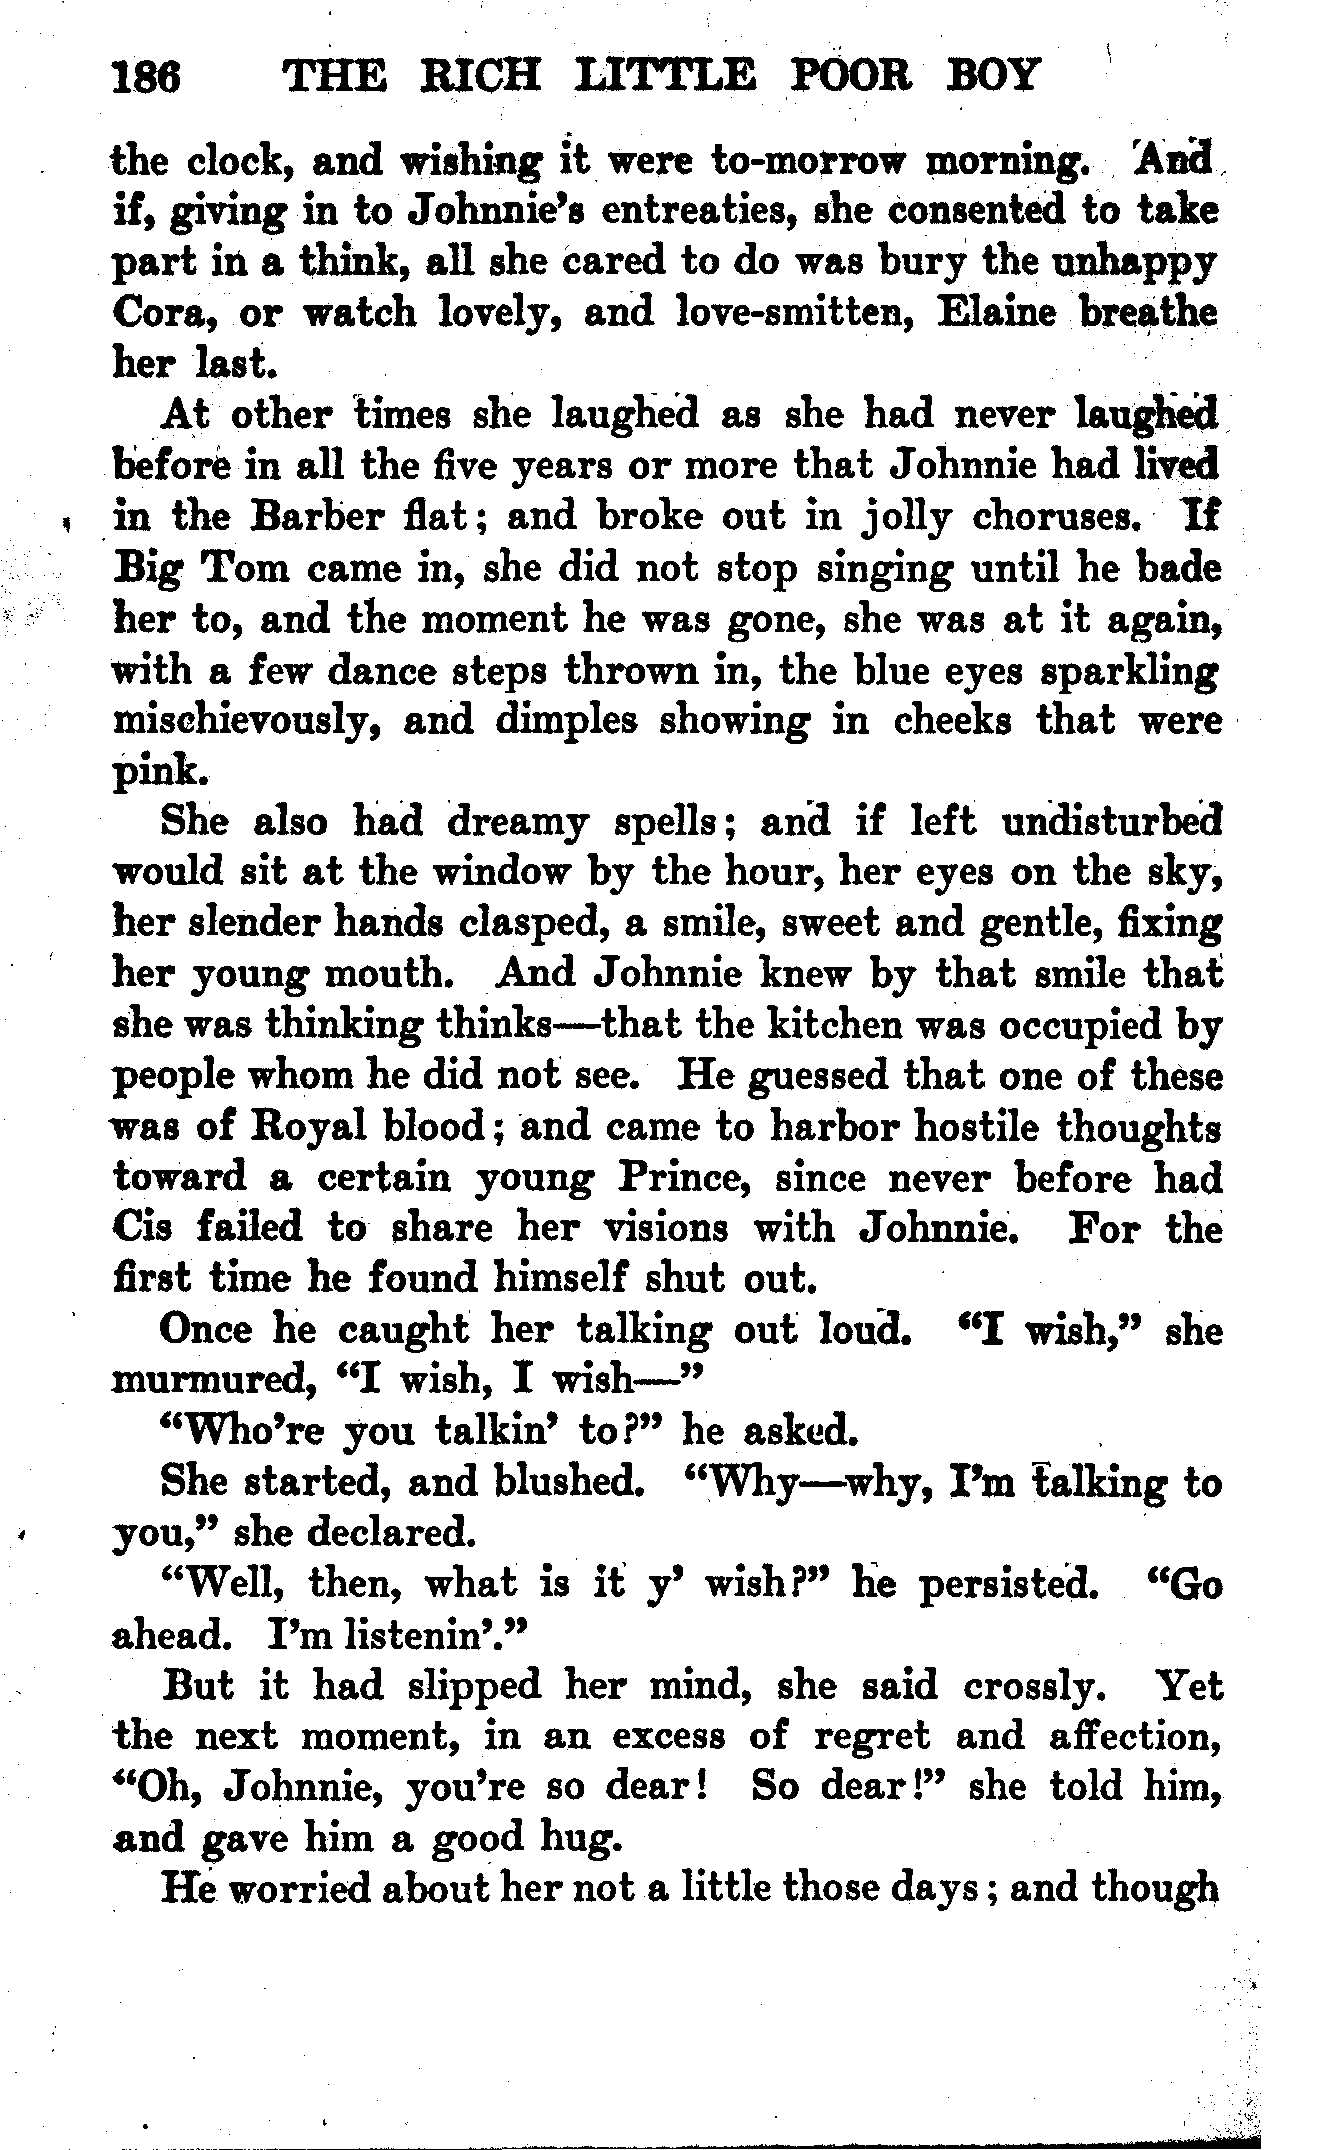 186 THE RICH LITTLE POOR BOY
the clock, and wishing it were to-morrow morning. And
if, giving in to Johnnie's entreaties, she consented to take
part in a think, all she cared to do was bury the unhappy
Cora, or watch lovely, and love-smitten, Elaine breathe
her last.
At other times she laughed as she had never laughed
before in all the five years or more that Johnnie had lived
in the Barber flat; and broke out in jolly choruses. If
Big Tom came in, she did not stop singing until he bade
her to, and the moment he was gone, she was at it again,
with a few dance steps thrown in, the blue eyes sparkling
mischievously, and dimples showing in cheeks that were
pink.
She also had dreamy spells; and if left undisturbed
would sit at the window by the hour, her eyes on the sky,
her slender hands clasped, a smile, sweet and gentle, fixing
her young mouth. And Johnnie knew by that smile that
she was thinking thinks—that the kitchen was occupied by
people whom he did not see. He guessed that one of these
was of Royal blood; and came to harbor hostile thoughts
toward a certain young Prince, since never before had
Cis failed to share her visions with Johnnie. For the
first time he found himself shut out.
Once he caught her talking out loud. "I wish," she
murmured, "I wish, I wish—"
"Who're you talkin' to?" he asked.
She started, and blushed. "Why—why, I'm talking to
you," she declared.
"Well, then, what is it y' wish?" he persisted. "Go
ahead. I'm listenin'."
But it had slipped her mind, she said crossly. Yet
the next moment, in an excess of regret and affection,
"Oh, Johnnie, you're so dear! So dear!" she told him,
and gave him a good hug.
He worried about her not a little those days; and though